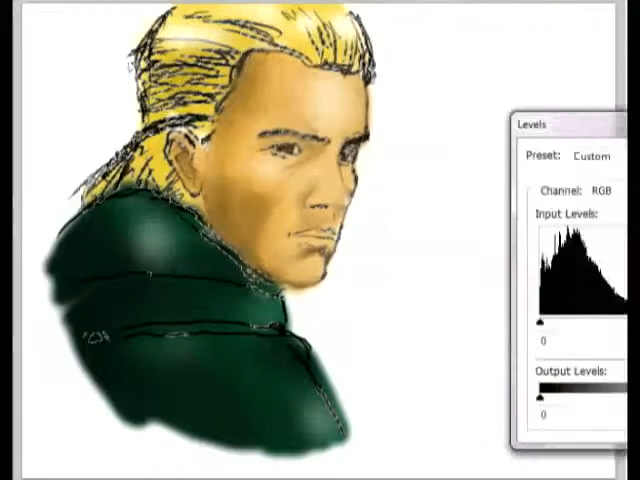 Levels
Preset: Custom
Channel: RGB
Input Levels:
0
Output Levels:
0